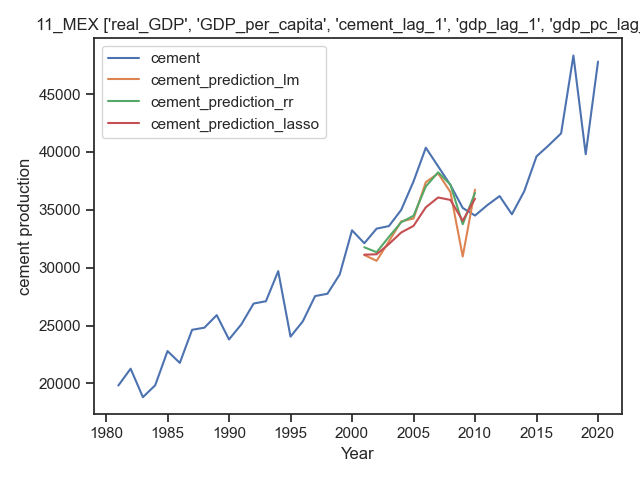 11_MEX ['real_GDP', 'GDP_per_capita', 'cement_lag_1', 'gdp_lag_1', 'gdp_pc_lag_
cement
cement_prediction_lm
cement_prediction_rr
cement_prediction_lasso
cement production
45000
40000
35000
30000
25000
20000
1980 1985 1990 1995 2000 2005 2010 2015 2020
Year